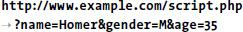 http://www.example.com/script.php
→ ?name=Homer&gender=M&age=35